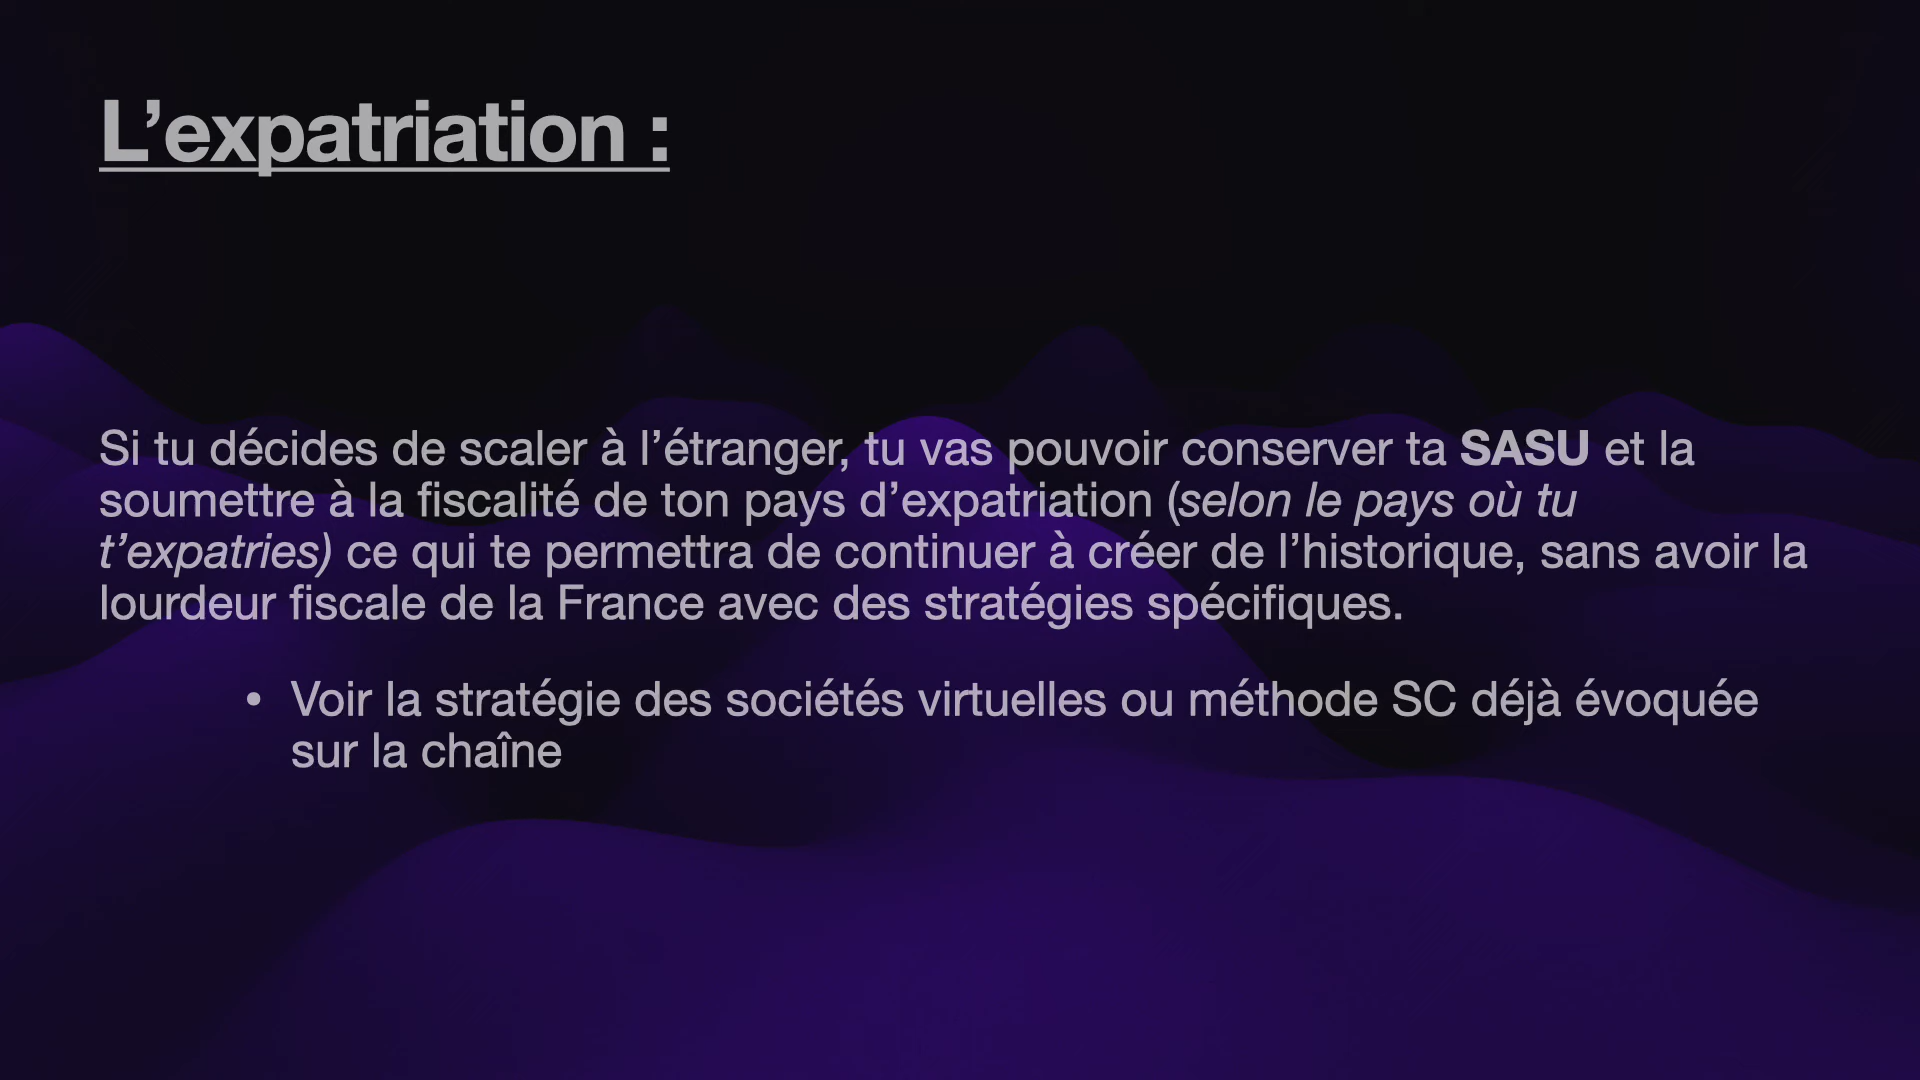 L’expatriation :
Si tu décides de scaler à l’étranger, tu vas pouvoir conserver ta SASU et la
soumettre à la fiscalité de ton pays d’expatriation (selon le pays où tu
t’expatries) ce qui te permettra de continuer à créer de l’historique, sans avoir la
lourdeur fiscale de la France avec des stratégies spécifiques.
• Voir la stratégie des sociétés virtuelles ou méthode SC déjà évoquée
sur la chaîne